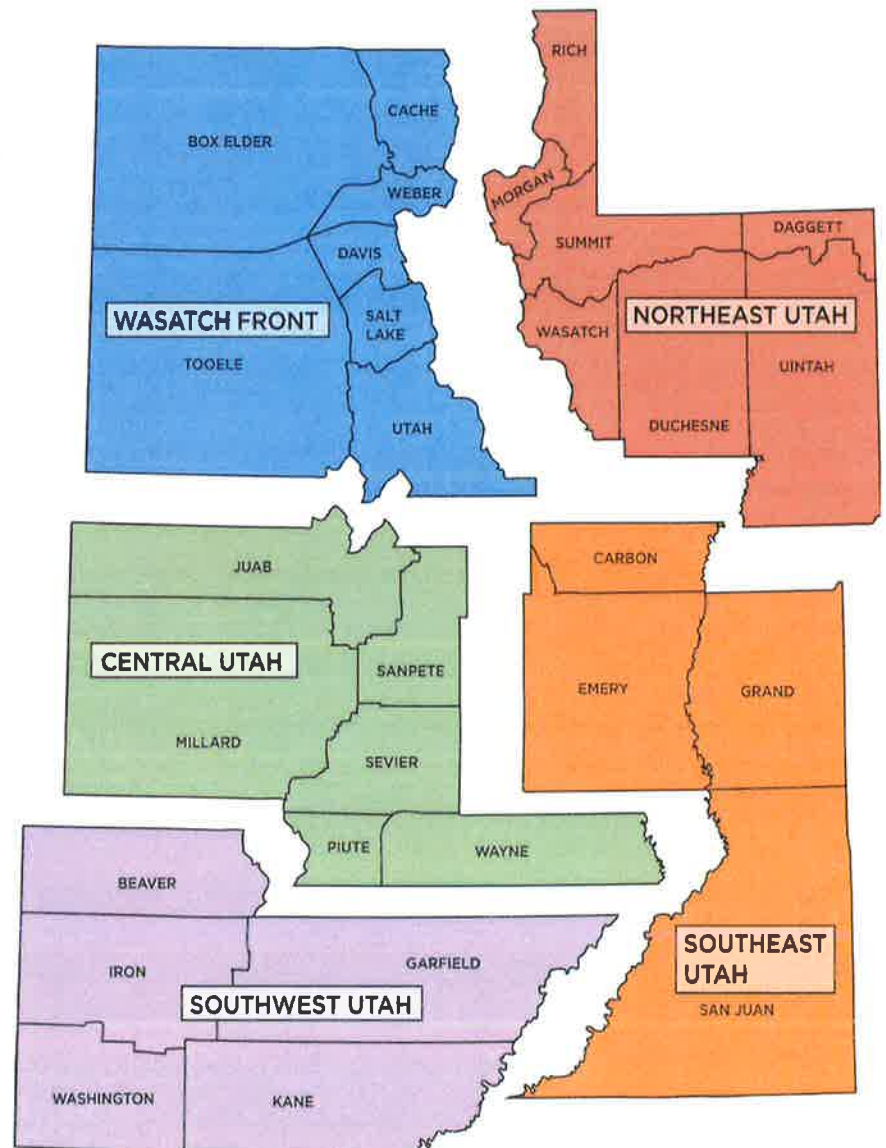 RICH
CACHE
BOX ELDER
MORGAN
WEBER
DAGGETT
SUMMIT
DAVIS
WASATCH FRONT
SALT
LAKE
NORTHEAST UTAH
WASATCH
TOOELE
UINTAH
UTAH
DUCHESNE
CARBON
JUAB
CENTRAL UTAH
SANPETE
EMERY
GRAND
MILLARD
SEVIER
PIUTE
WAYNE
BEAVER
SOUTHEAST
UTAH
GARFIELD
IRON
SOUTHWEST UTAH
SAN JUAN
WASHINGTON
KANE